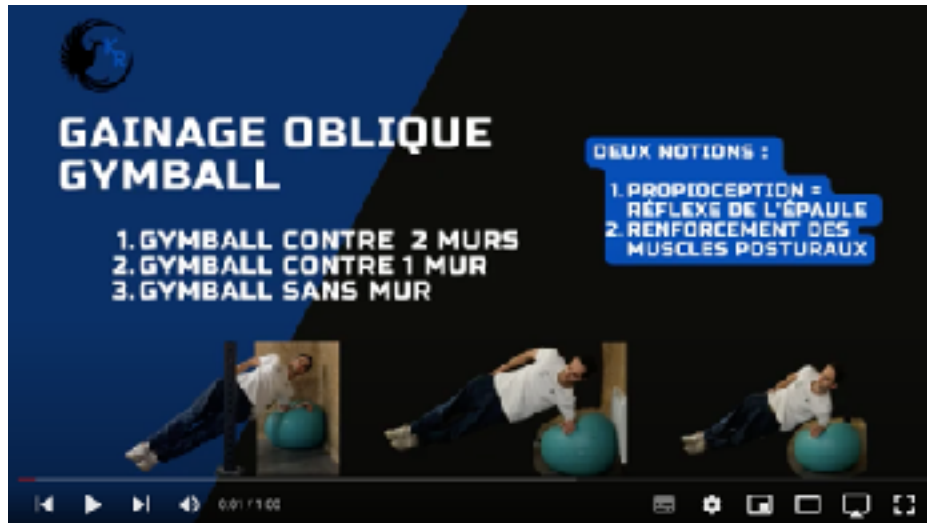 KR
GAINAGE OBLIQUE
GYMBALL
1. GYMBALL CONTRE 2 MURS
2. GYMBALL CONTRE 1 MUR
3. GYMBALL SANS MUR
DEUX NOTIONS :
1. PROPIOCEPTION =
RÉFLEXE DE L'ÉPAULE
2. RENFORCEMENT DES
MUSCLES POSTURAUX
0:01 / 1:00